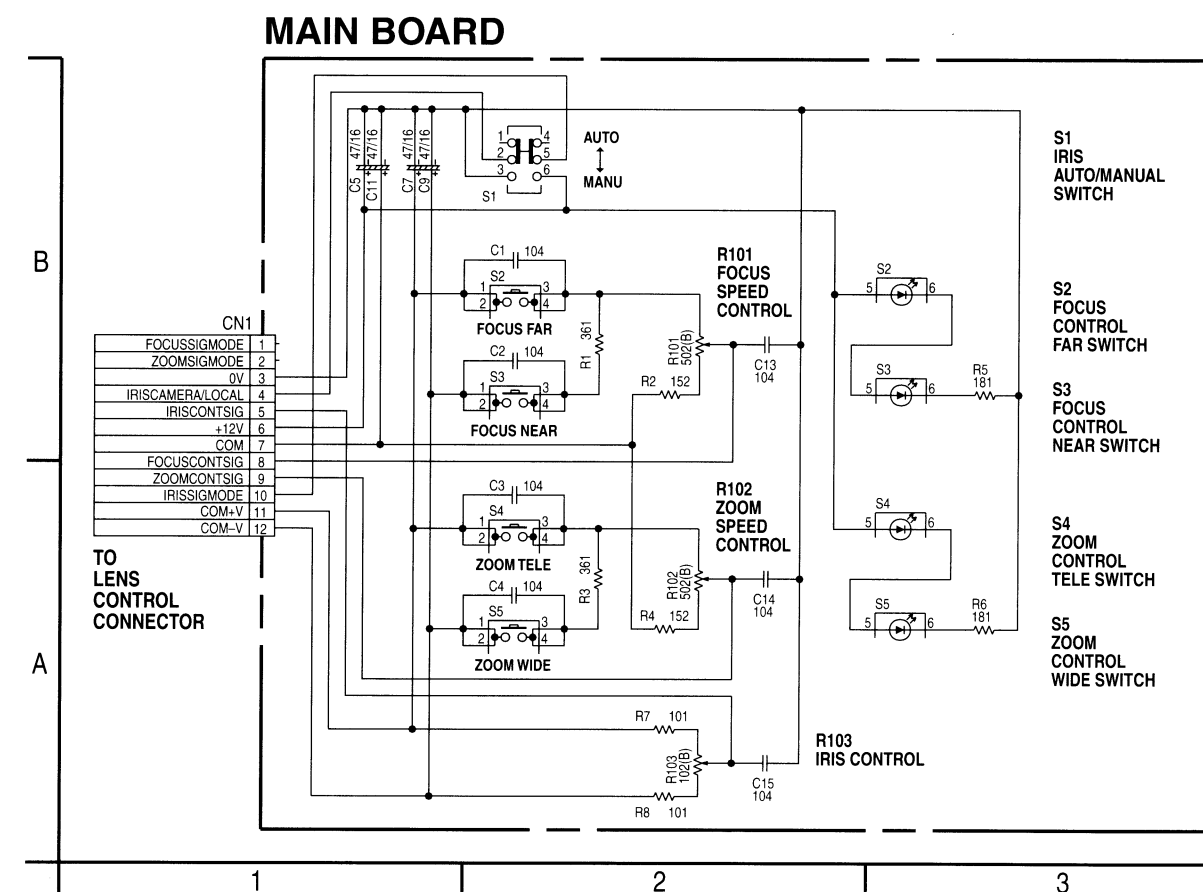 MAIN BOARD
B
A
1
2
3
C5 47/16
C11 47/16
C7 47/16
C9 47/16
1
2
3
4
5
6
S1
AUTO
MANU
S1
IRIS
AUTO/MANUAL
SWITCH
C1 104
S2
1
2
3
4
FOCUS FAR
R1 361
C2 104
S3
1
2
3
4
FOCUS NEAR
R101
FOCUS
SPEED
CONTROL
R101
502(B)
R2 152
C13
104
S2
5
6
S3
5
6
R5
181
S2
FOCUS
CONTROL
FAR SWITCH
S3
FOCUS
CONTROL
NEAR SWITCH
CN1
FOCUSSIGMODE 1
ZOOMSIGMODE 2
0V 3
IRISCAMERA/LOCAL 4
IRISCONTSIG 5
+12V 6
COM 7
FOCUSCONTSIG 8
ZOOMCONTSIG 9
IRISSIGMODE 10
COM+V 11
COM–V 12
TO
LENS
CONTROL
CONNECTOR
C3 104
S4
1
2
3
4
ZOOM TELE
R3 361
C4 104
S5
1
2
3
4
ZOOM WIDE
R102
ZOOM
SPEED
CONTROL
R102
502(B)
R4 152
C14
104
S4
5
6
S5
5
6
R6
181
S4
ZOOM
CONTROL
TELE SWITCH
S5
ZOOM
CONTROL
WIDE SWITCH
R7 101
R103
102(B)
R8 101
C15
104
R103
IRIS CONTROL